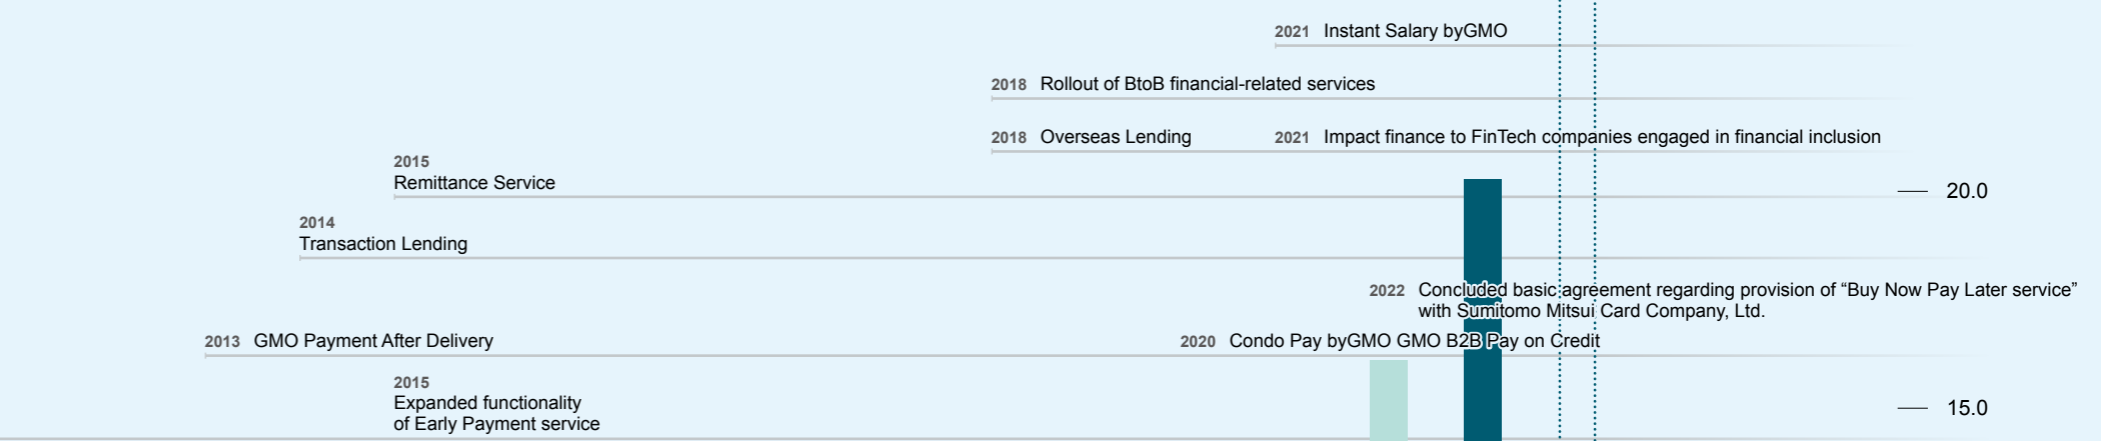 2021 Instant Salary byGMO
2018 Rollout of BtoB financial-related services
2018 Overseas Lending 2021 Impact finance to FinTech companies engaged in financial inclusion
2015
Remittance Service
20.0
2014
Transaction Lending
2022 Concluded basic agreement regarding provision of “Buy Now Pay Later service”
with Sumitomo Mitsui Card Company, Ltd.
2013 GMO Payment After Delivery 2020 Condo Pay byGMO GMO B2B Pay on Credit
2015
Expanded functionality
of Early Payment service
15.0